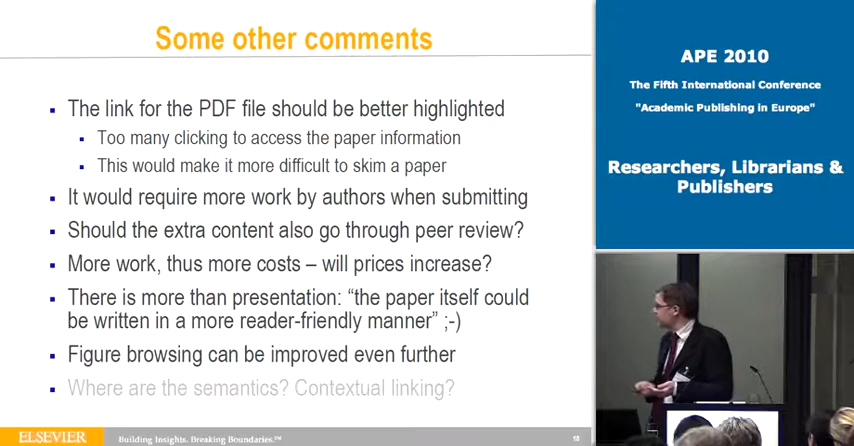 Some other comments
The link for the PDF file should be better highlighted
Too many clicking to access the paper information
This would make it more difficult to skim a paper
It would require more work by authors when submitting
Should the extra content also go through peer review?
More work, thus more costs – will prices increase?
There is more than presentation: “the paper itself could
be written in a more reader-friendly manner” ;-)
Figure browsing can be improved even further
Where are the semantics? Contextual linking?
ELSEVIER
Building Insights. Breaking Boundaries.™
18
APE 2010
The Fifth International Conference
"Academic Publishing in Europe"
Researchers, Librarians &
Publishers